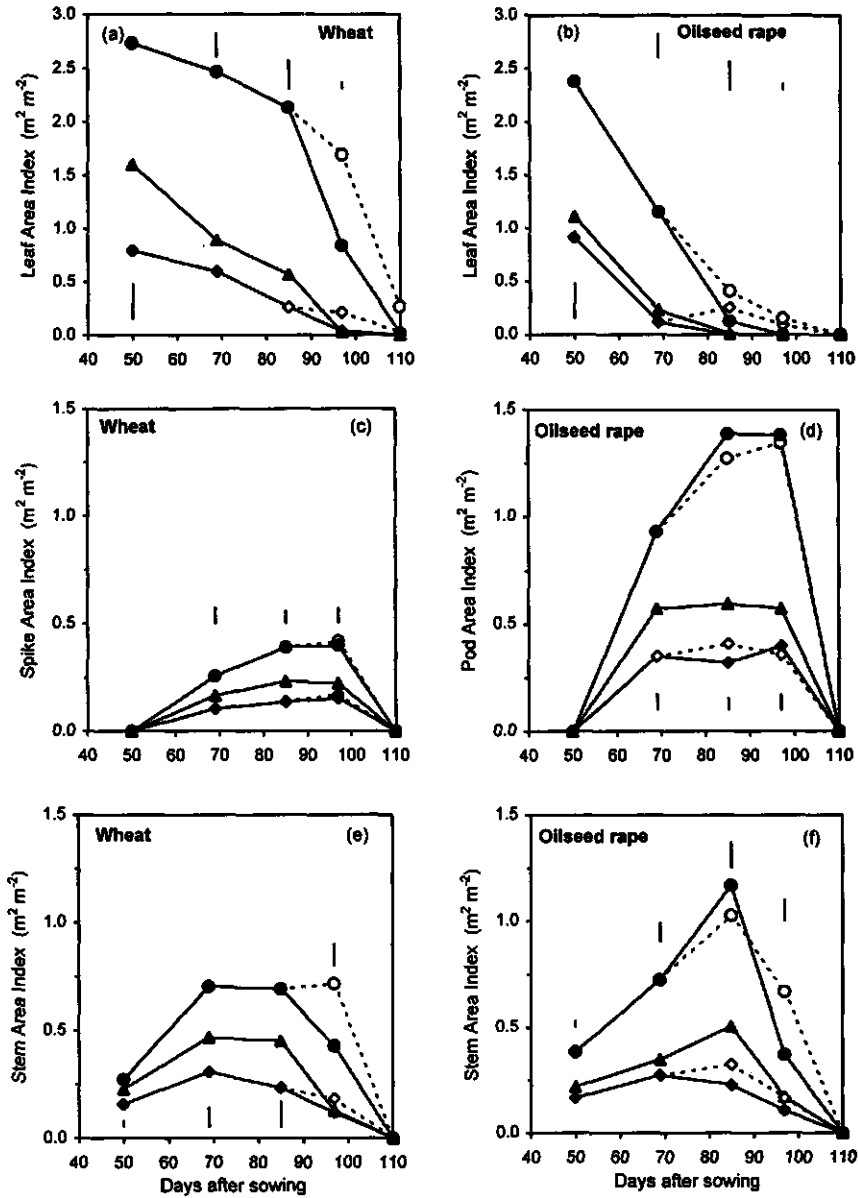 (a) Wheat
3.0
2.5
2.0
1.5
1.0
0.5
0.0
Leaf Area Index (m² m⁻²)
40 50 60 70 80 90 100 110
(b) Oilseed rape
3.0
2.5
2.0
1.5
1.0
0.5
0.0
Leaf Area Index (m² m⁻²)
40 50 60 70 80 90 100 110
Wheat (c)
1.5
1.0
0.5
0.0
Spike Area Index (m² m⁻²)
40 50 60 70 80 90 100 110
Oilseed rape (d)
1.5
1.0
0.5
0.0
Pod Area Index (m² m⁻²)
40 50 60 70 80 90 100 110
Wheat (e)
1.5
1.0
0.5
0.0
Stem Area Index (m² m⁻²)
40 50 60 70 80 90 100 110
Days after sowing
Oilseed rape (f)
1.5
1.0
0.5
0.0
Stem Area Index (m² m⁻²)
40 50 60 70 80 90 100 110
Days after sowing